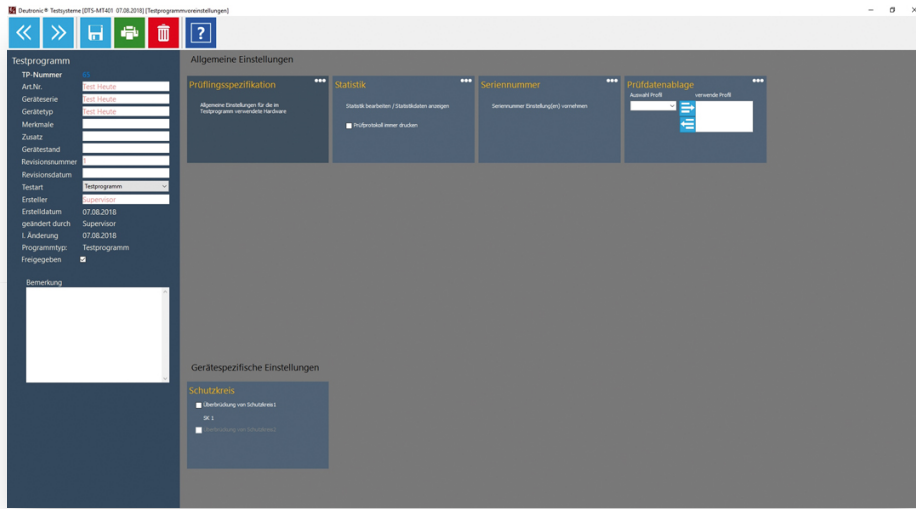 Deutronic® Testsysteme [DTS-MT401 07.08.2018] [Testprogrammvoreinstellungen]
Testprogramm
TP-Nummer
Art.Nr. Test Heute
Geräteserie Test Heute
Gerätetyp Test Heute
Merkmale
Zusatz
Gerätestand
Revisionsnummer 1
Revisionsdatum
Testart Testprogramm
Ersteller Supervisor
Erstelldatum 07.08.2018
geändert durch Supervisor
l. Änderung 07.08.2018
Programmtyp: Testprogramm
Freigegeben
Bemerkung
Allgemeine Einstellungen
Prüflingsspezifikation
Allgemeine Einstellungen für die im
Testprogramm verwendete Hardware
Statistik
Statistik bearbeiten / Statistikdaten anzeigen
Prüfprotokoll immer drucken
Seriennummer
Seriennummer Einstellung(en) vornehmen
Prüfdatenablage
Auswahl Profil verwende Profil
Gerätespezifische Einstellungen
Schutzkreis
Überbrückung von Schutzkreis1
SK 1
Überbrückung von Schutzkreis2